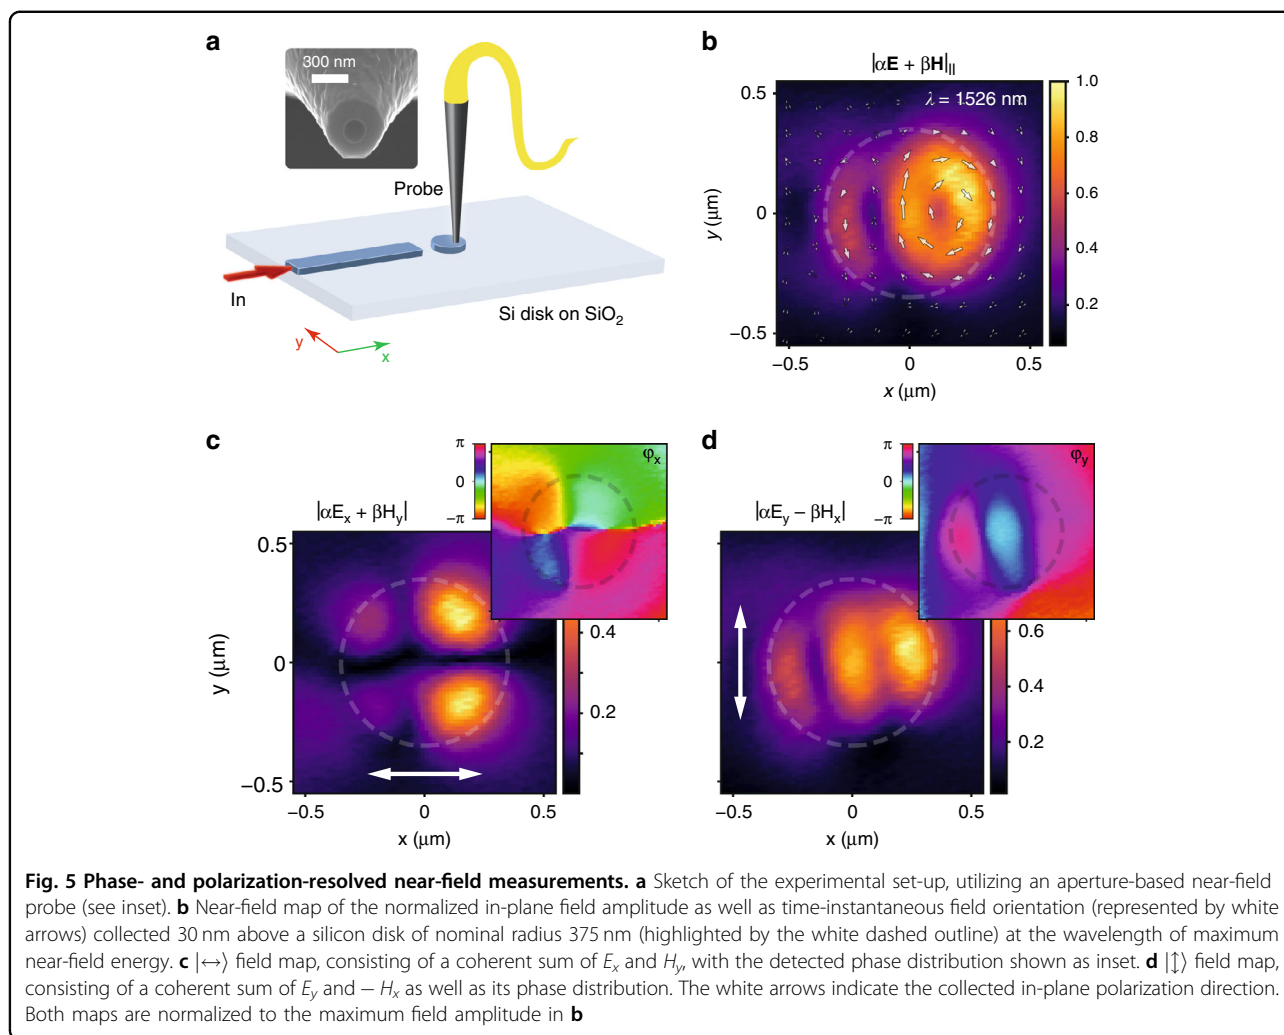 a
300 nm
Probe
In
Si disk on SiO₂
y
x
b
|αE + βH|||
λ = 1526 nm
0.5
0
−0.5
y (μm)
−0.5
0
0.5
x (μm)
1.0
0.8
0.6
0.4
0.2
c
|αEx + βHy|
π
0
−π
φx
0.5
0
−0.5
y (μm)
−0.5
0
0.5
x (μm)
0.4
0.2
d
|αEy − βHx|
π
0
−π
φy
−0.5
0
0.5
x (μm)
0.6
0.4
0.2
Fig. 5 Phase- and polarization-resolved near-field measurements. a Sketch of the experimental set-up, utilizing an aperture-based near-field
probe (see inset). b Near-field map of the normalized in-plane field amplitude as well as time-instantaneous field orientation (represented by white
arrows) collected 30 nm above a silicon disk of nominal radius 375 nm (highlighted by the white dashed outline) at the wavelength of maximum
near-field energy. c |↔⟩ field map, consisting of a coherent sum of Ex and Hy, with the detected phase distribution shown as inset. d |↕⟩ field map,
consisting of a coherent sum of Ey and − Hx as well as its phase distribution. The white arrows indicate the collected in-plane polarization direction.
Both maps are normalized to the maximum field amplitude in b